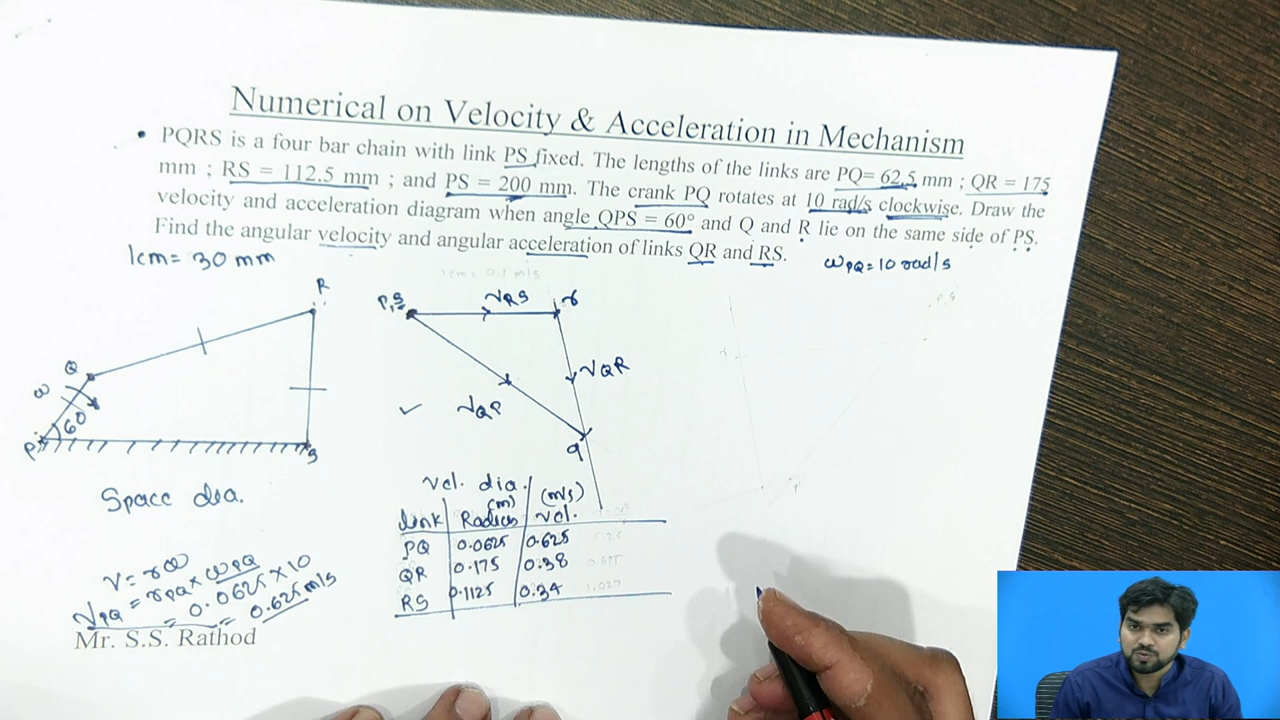 Numerical on Velocity & Acceleration in Mechanism
• PQRS is a four bar chain with link PS fixed. The lengths of the links are PQ= 62.5 mm ; QR = 175
mm ; RS = 112.5 mm ; and PS = 200 mm. The crank PQ rotates at 10 rad/s clockwise. Draw the
velocity and acceleration diagram when angle QPS = 60° and Q and R lie on the same side of PS.
Find the angular velocity and angular acceleration of links QR and RS.
ωPQ = 10 rad/s
1cm = 30 mm
1cm = 0.1 m/s
R
Q
ω
60
P
S
Space dia.
P,S
VRS
r
VQR
✓ VQP
q
Vel. dia.
Link Radius (m) Vel. (m/s)
PQ 0.0625 0.625
QR 0.175 0.38
RS 0.1125 0.34
P,S
V = rω
VPQ = rPQ × ωPQ
= 0.0625 × 10
= 0.625 m/s
Mr. S.S. Rathod